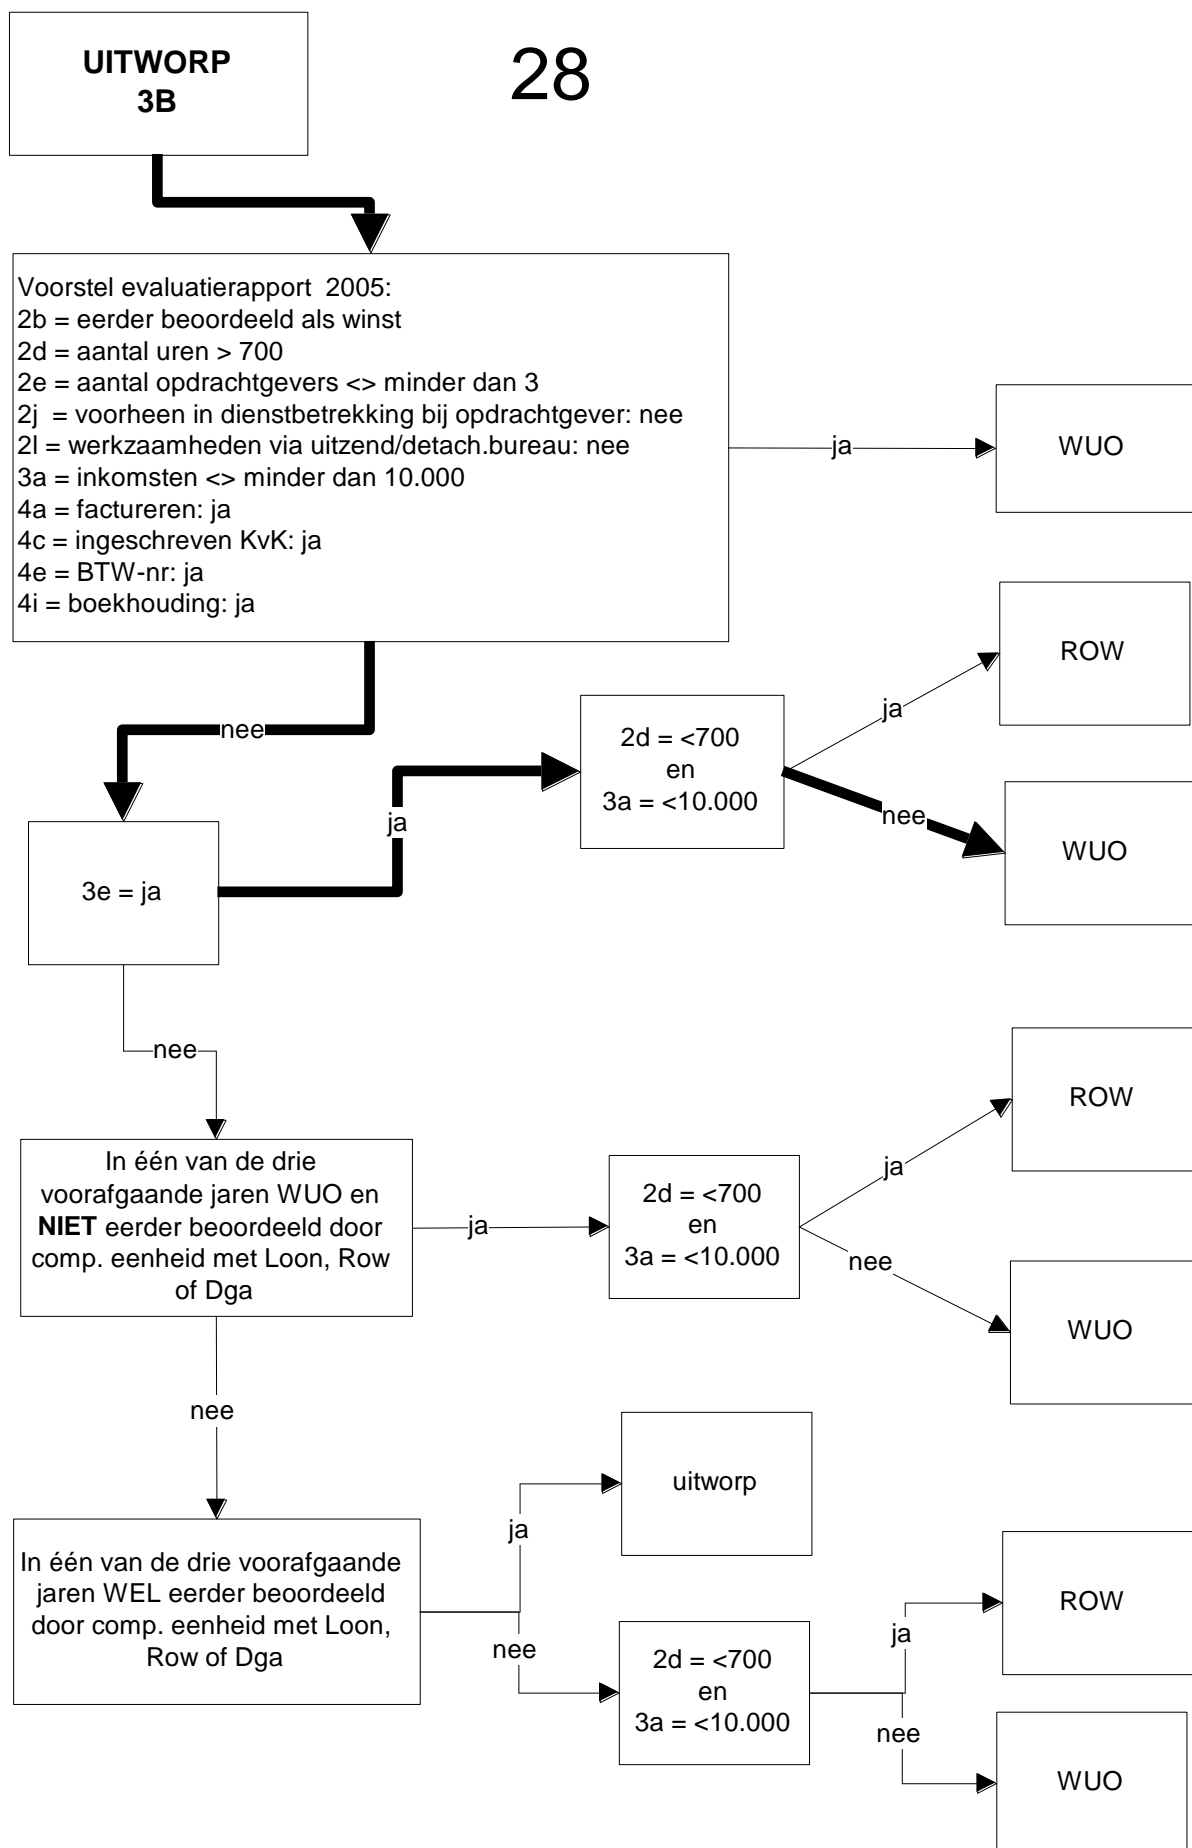 UITWORP
3B
28
Voorstel evaluatierapport  2005:
2b = eerder beoordeeld als winst
2d = aantal uren > 700
2e = aantal opdrachtgevers <> minder dan 3
2j  = voorheen in dienstbetrekking bij opdrachtgever: nee
2l = werkzaamheden via uitzend/detach.bureau: nee
3a = inkomsten <> minder dan 10.000
4a = factureren: ja
4c = ingeschreven KvK: ja
4e = BTW-nr: ja
4i = boekhouding: ja
ja
WUO
nee
3e = ja
ja
2d = <700
en
3a = <10.000
ja
ROW
nee
WUO
nee
In één van de drie
voorafgaande jaren WUO en
NIET eerder beoordeeld door
comp. eenheid met Loon, Row
of Dga
ja
2d = <700
en
3a = <10.000
ja
ROW
nee
WUO
nee
In één van de drie voorafgaande
jaren WEL eerder beoordeeld
door comp. eenheid met Loon,
Row of Dga
ja
uitworp
nee
2d = <700
en
3a = <10.000
ja
ROW
nee
WUO